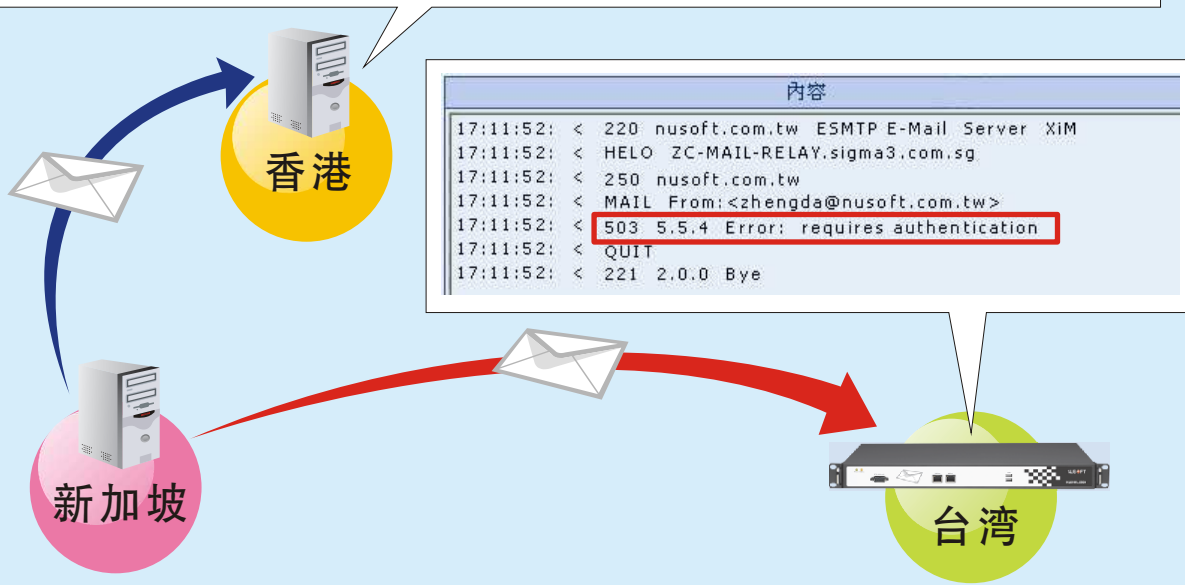 香港
内容
17:11:52: < 220 nusoft.com.tw ESMTP E-Mail Server XiM
17:11:52: < HELO ZC-MAIL-RELAY.sigma3.com.sg
17:11:52: < 250 nusoft.com.tw
17:11:52: < MAIL From:<zhengda@nusoft.com.tw>
17:11:52: < 503 5.5.4 Error: requires authentication
17:11:52: < QUIT
17:11:52: < 221 2.0.0 Bye
新加坡
台湾